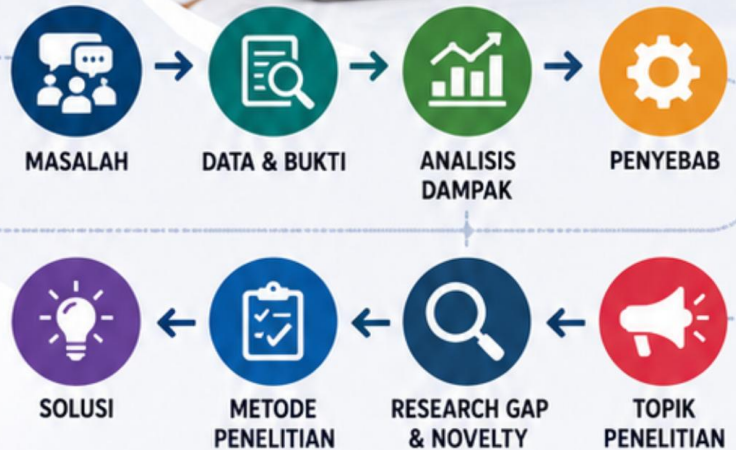 MASALAH
DATA & BUKTI
ANALISIS
DAMPAK
PENYEBAB
SOLUSI
METODE
PENELITIAN
RESEARCH GAP
& NOVELTY
TOPIK
PENELITIAN